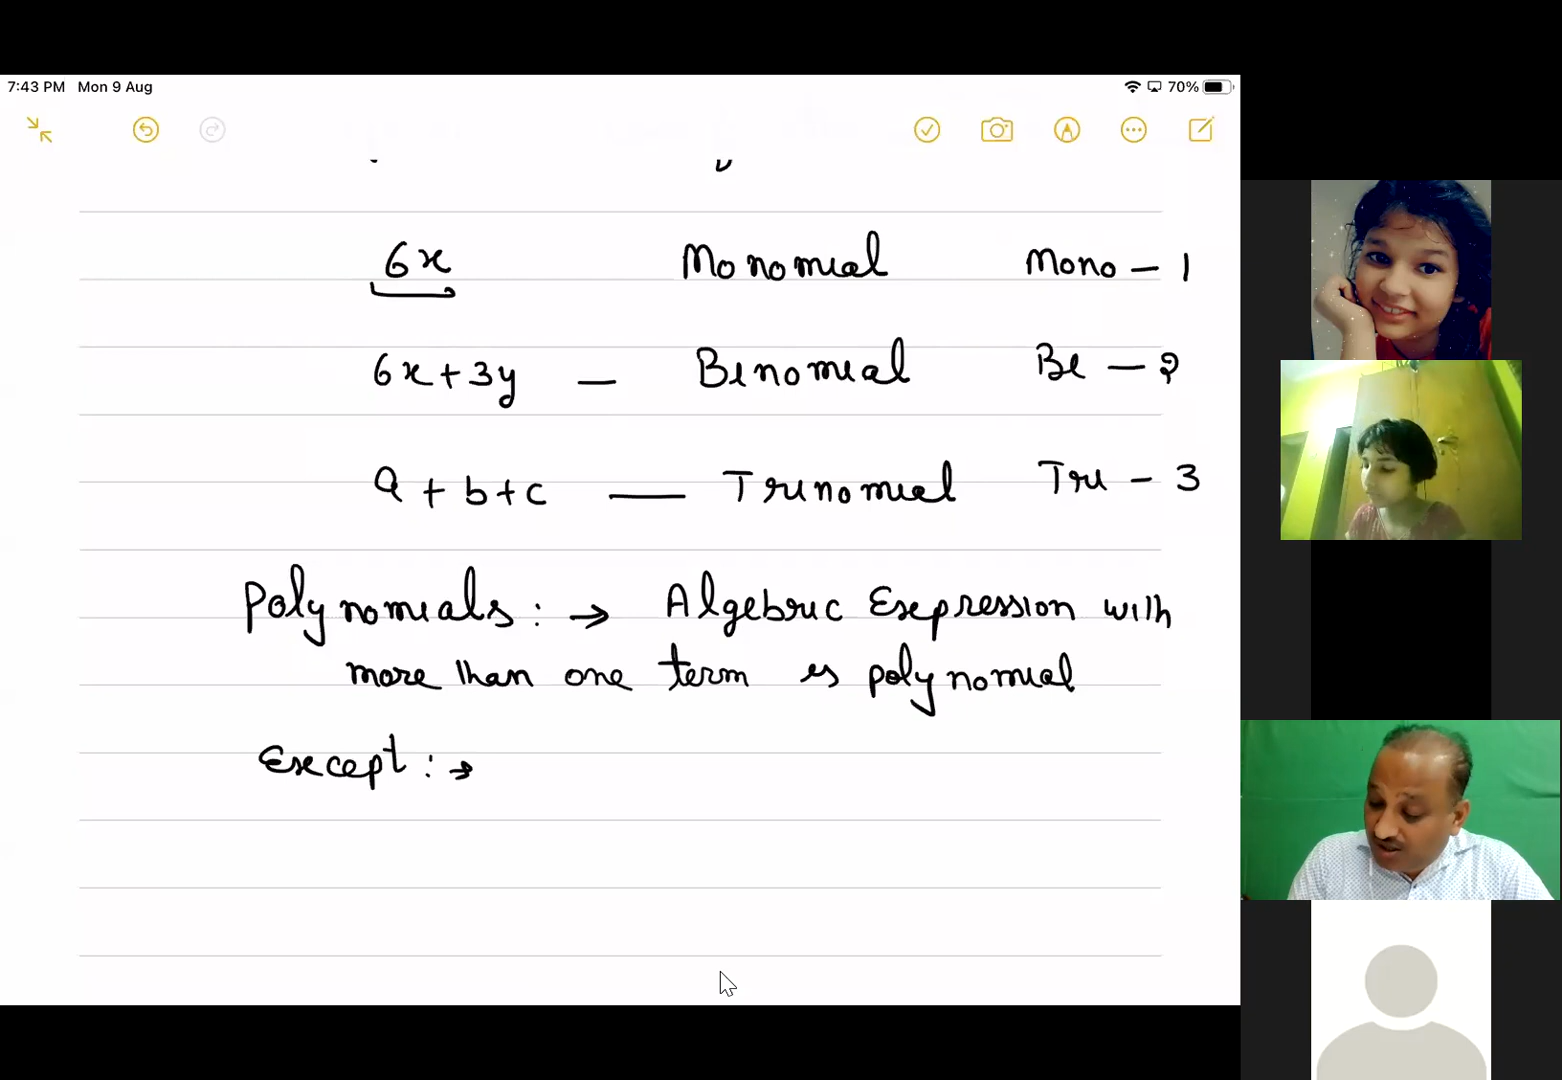 7:43 PM Mon 9 Aug 70%
6x Monomial Mono - 1
6x+3y - Binomial Bi - 2
a + b + c - Trinomial Tri - 3
Polynomials : → Algebric Expression with
more than one term is polynomial
Except : →